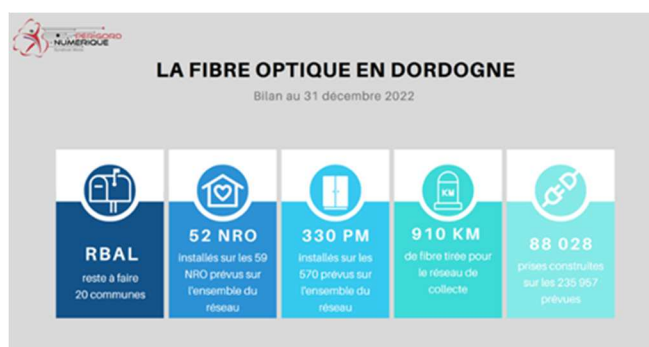 PÉRIGORD
NUMÉRIQUE
LA FIBRE OPTIQUE EN DORDOGNE
Bilan au 31 décembre 2022
RBAL
reste à faire
20 communes
52 NRO
installés sur les 59
NRO prévus sur
l'ensemble du
réseau
330 PM
installés sur les
570 prévus sur
l'ensemble du
réseau
910 KM
de fibre tirée pour
le réseau de
collecte
88 028
prises construites
sur les 235 957
prévues